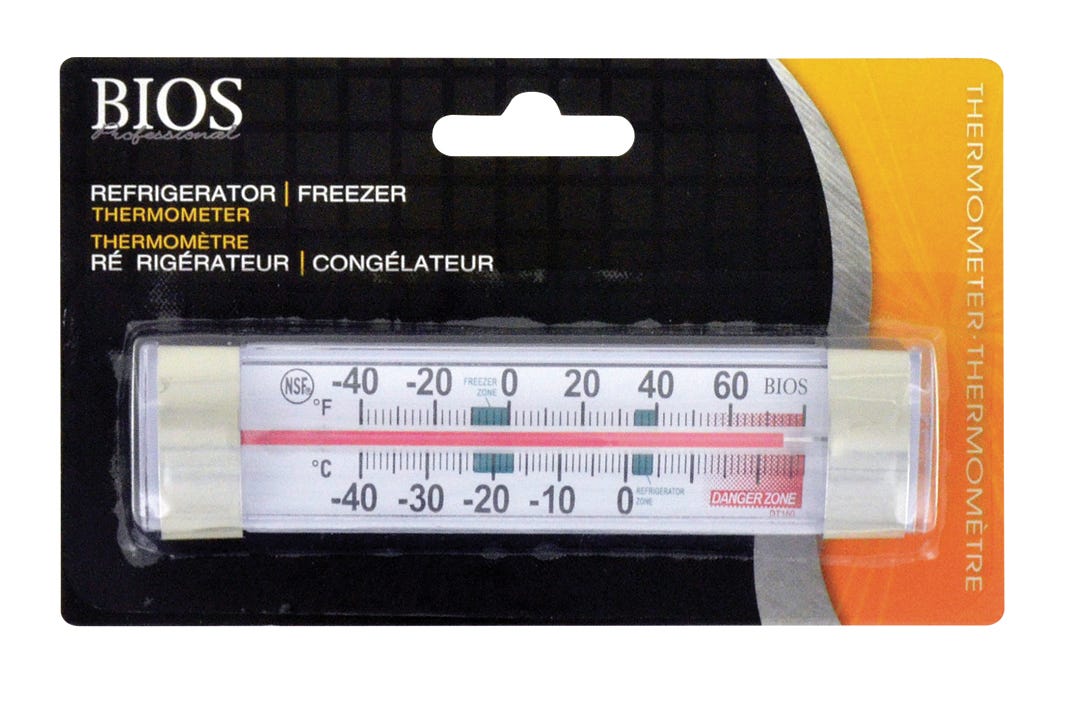 BIOS
Professional
REFRIGERATOR | FREEZER
THERMOMETER
THERMOMÈTRE
RÉ RIGÉRATEUR | CONGÉLATEUR
THERMOMETER · THERMOMÈTRE
NSF -40 -20 FREEZER ZONE 0 20 40 60 BIOS
°F
°C
-40 -30 -20 -10 0 REFRIGERATOR ZONE DANGER ZONE